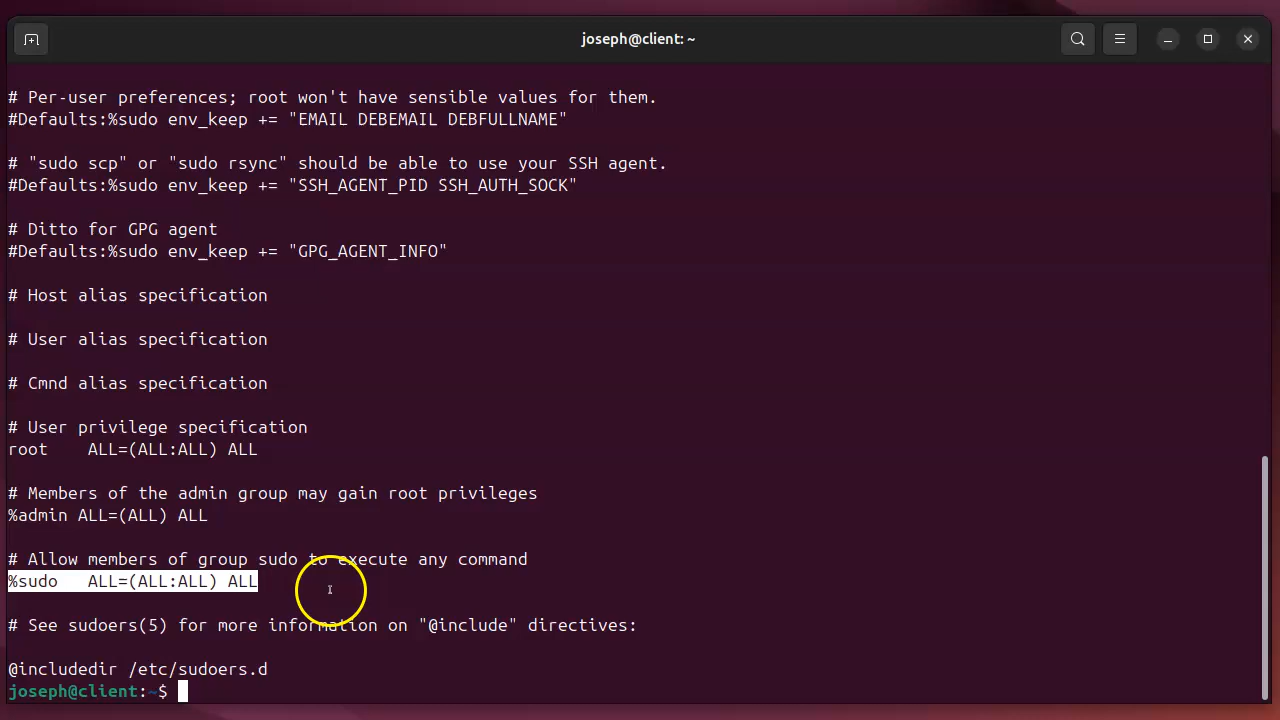 joseph@client: ~
# Per-user preferences; root won't have sensible values for them.
#Defaults:%sudo env_keep += "EMAIL DEBEMAIL DEBFULLNAME"
# "sudo scp" or "sudo rsync" should be able to use your SSH agent.
#Defaults:%sudo env_keep += "SSH_AGENT_PID SSH_AUTH_SOCK"
# Ditto for GPG agent
#Defaults:%sudo env_keep += "GPG_AGENT_INFO"
# Host alias specification
# User alias specification
# Cmnd alias specification
# User privilege specification
root    ALL=(ALL:ALL) ALL
# Members of the admin group may gain root privileges
%admin ALL=(ALL) ALL
# Allow members of group sudo to execute any command
%sudo   ALL=(ALL:ALL) ALL
# See sudoers(5) for more information on "@include" directives:
@includedir /etc/sudoers.d
joseph@client:~$